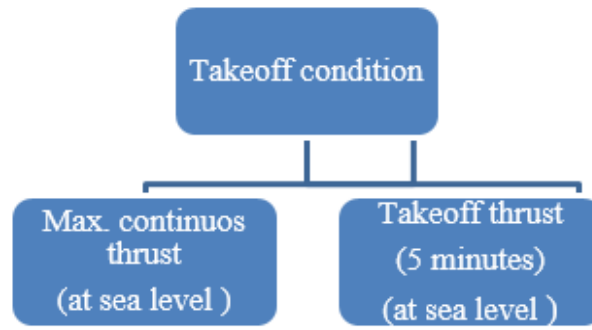 Takeoff condition
Max. continuos
thrust
(at sea level )
Takeoff thrust
(5 minutes)
(at sea level )